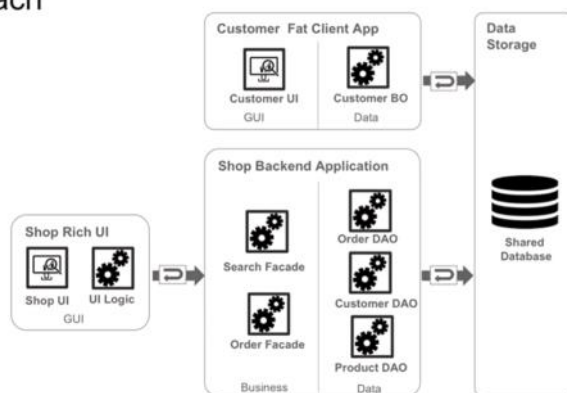 ach
Customer Fat Client App
Customer UI
GUI
Customer BO
Data
Data
Storage
Shared
Database
Shop Backend Application
Search Facade
Order Facade
Business
Order DAO
Customer DAO
Product DAO
Data
Shop Rich UI
Shop UI
UI Logic
GUI